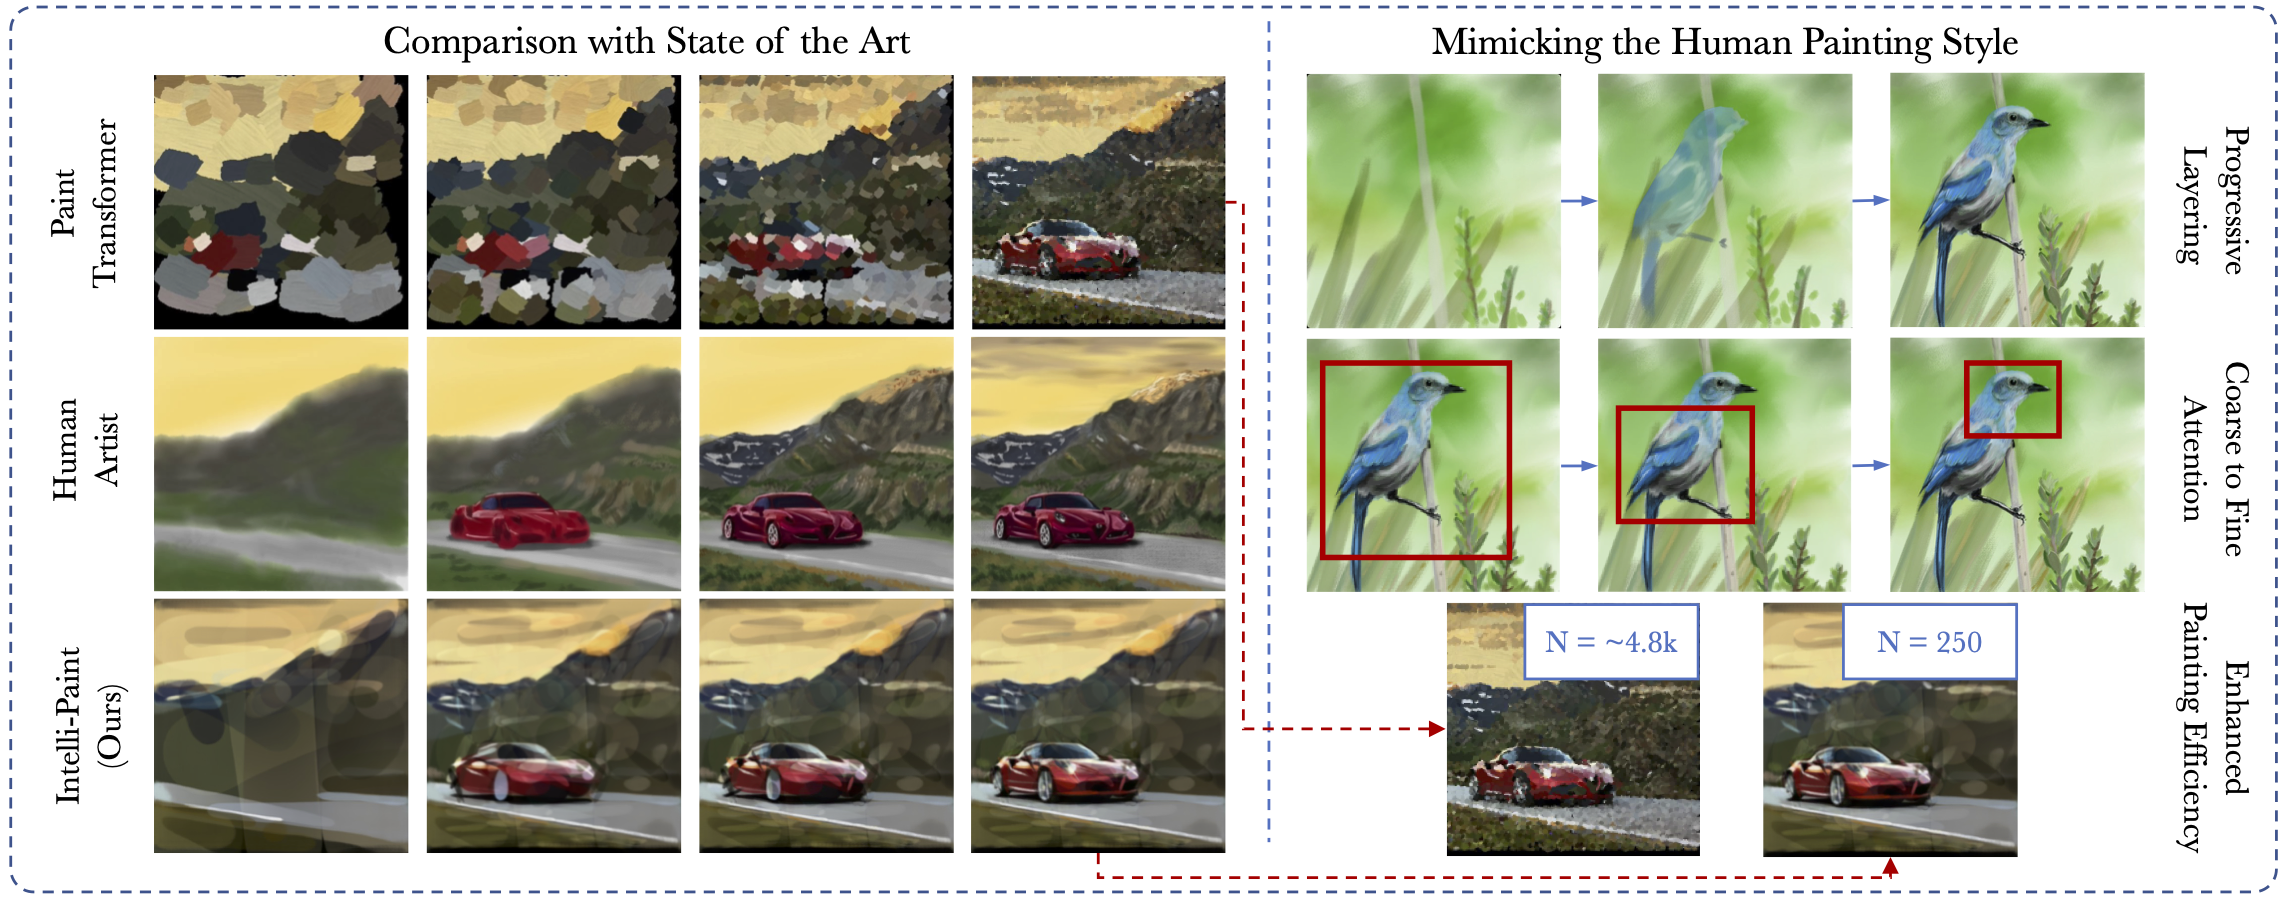 Comparison with State of the Art
Paint
Transformer
Human
Artist
Intelli-Paint
(Ours)
Mimicking the Human Painting Style
Progressive
Layering
Coarse to Fine
Attention
N = ~4.8k
N = 250
Enhanced
Painting Efficiency